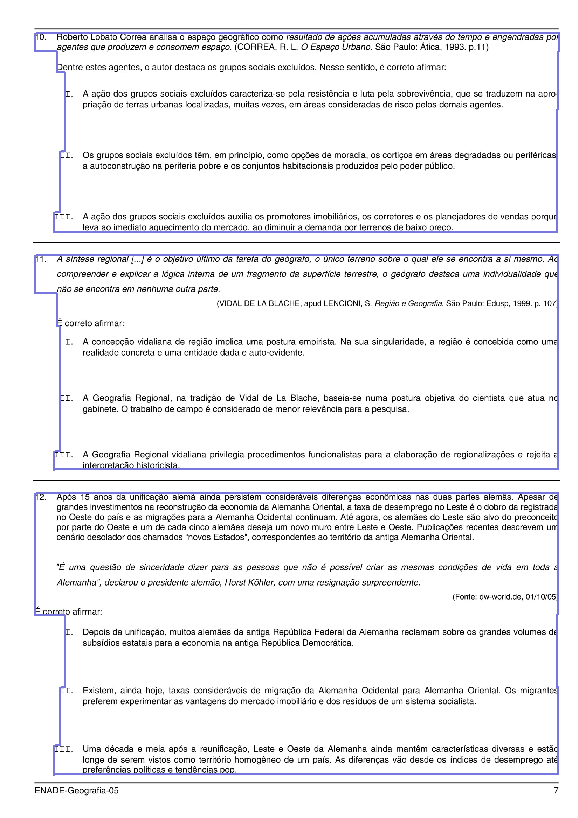 10. Roberto Lobato Correa analisa o espaço geográfico como resultado de ações acumuladas através do tempo e engendradas por
agentes que produzem e consomem espaço. (CORREA, R. L. O Espaço Urbano. São Paulo: Ática, 1993. p.11)
Dentre estes agentes, o autor destaca os grupos sociais excluídos. Nesse sentido, é correto afirmar:
I. A ação dos grupos sociais excluídos caracteriza-se pela resistência e luta pela sobrevivência, que se traduzem na apro-
priação de terras urbanas localizadas, muitas vezes, em áreas consideradas de risco pelos demais agentes.
II. Os grupos sociais excluídos têm, em princípio, como opções de moradia, os cortiços em áreas degradadas ou periféricas,
a autoconstrução na periferia pobre e os conjuntos habitacionais produzidos pelo poder público.
III. A ação dos grupos sociais excluídos auxilia os promotores imobiliários, os corretores e os planejadores de vendas porque
leva ao imediato aquecimento do mercado, ao diminuir a demanda por terrenos de baixo preço.
11. A síntese regional [...] é o objetivo último da tarefa do geógrafo, o único terreno sobre o qual ele se encontra a si mesmo. Ao
compreender e explicar a lógica interna de um fragmento da superfície terrestre, o geógrafo destaca uma individualidade que
não se encontra em nenhuma outra parte.
(VIDAL DE LA BLACHE, apud LENCIONI, S. Região e Geografia. São Paulo: Edusp, 1999. p. 107)
É correto afirmar:
I. A concepção vidaliana de região implica uma postura empirista. Na sua singularidade, a região é concebida como uma
realidade concreta e uma entidade dada e auto-evidente.
II. A Geografia Regional, na tradição de Vidal de La Blache, baseia-se numa postura objetiva do cientista que atua no
gabinete. O trabalho de campo é considerado de menor relevância para a pesquisa.
III. A Geografia Regional vidaliana privilegia procedimentos funcionalistas para a elaboração de regionalizações e rejeita a
interpretação historicista.
12. Após 15 anos da unificação alemã ainda persistem consideráveis diferenças econômicas nas duas partes alemãs. Apesar de
grandes investimentos na reconstrução da economia da Alemanha Oriental, a taxa de desemprego no Leste é o dobro da registrada
no Oeste do país e as migrações para a Alemanha Ocidental continuam. Até agora, os alemães do Leste são alvo do preconceito
por parte do Oeste e um de cada cinco alemães deseja um novo muro entre Leste e Oeste. Publicações recentes descrevem um
cenário desolador dos chamados "novos Estados", correspondentes ao território da antiga Alemanha Oriental.
"É uma questão de sinceridade dizer para as pessoas que não é possível criar as mesmas condições de vida em toda a
Alemanha", declarou o presidente alemão, Horst Köhler, com uma resignação surpreendente.
(Fonte: dw-world.de, 01/10/05)
É correto afirmar:
I. Depois da unificação, muitos alemães da antiga República Federal da Alemanha reclamam sobre os grandes volumes de
subsídios estatais para a economia na antiga República Democrática.
II. Existem, ainda hoje, taxas consideráveis de migração da Alemanha Ocidental para Alemanha Oriental. Os migrantes
preferem experimentar as vantagens do mercado imobiliário e dos resíduos de um sistema socialista.
III. Uma década e meia após a reunificação, Leste e Oeste da Alemanha ainda mantêm características diversas e estão
longe de serem vistos como território homogêneo de um país. As diferenças vão desde os índices de desemprego até
preferências políticas e tendências pop.
ENADE-Geografia-05 7